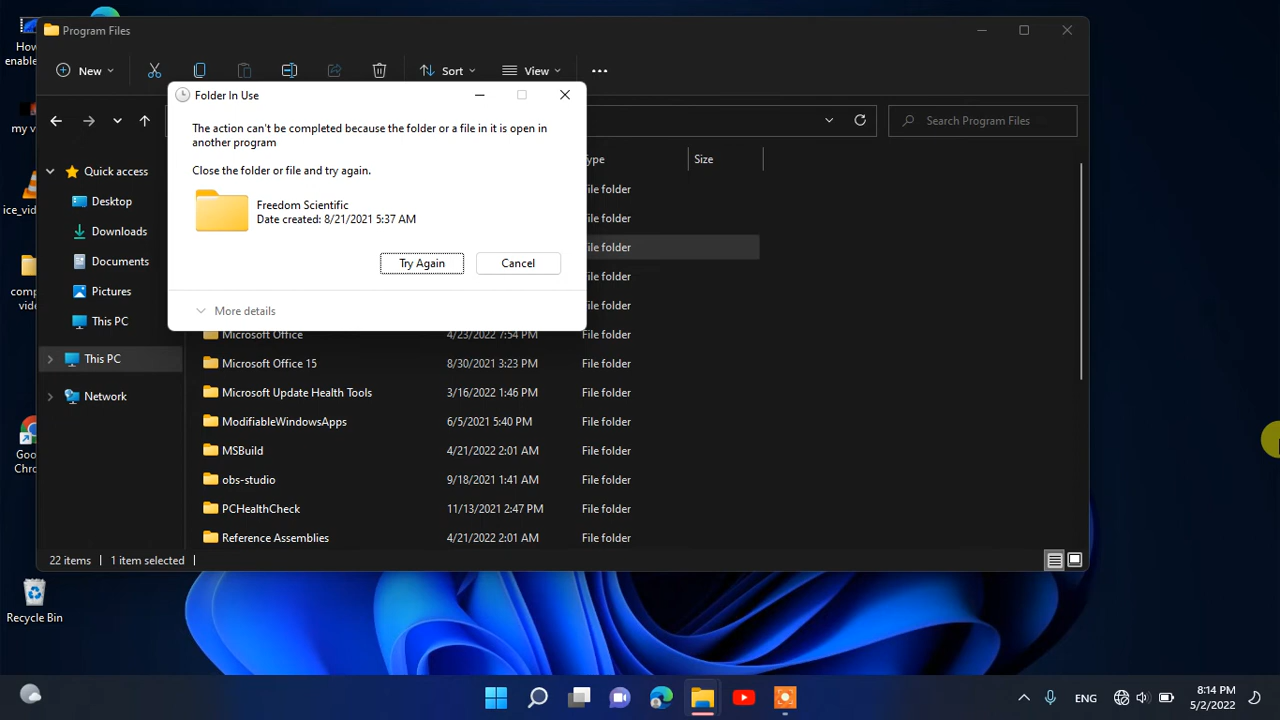 How
enable
my v
ice_vid
comp
vide
Goo
Chro
Recycle Bin
Program Files
New
Sort
View
Search Program Files
Quick access
Desktop
Downloads
Documents
Pictures
This PC
This PC
Network
Type
Size
File folder
File folder
File folder
File folder
File folder
Microsoft Office 4/23/2022 7:54 PM File folder
Microsoft Office 15 8/30/2021 3:23 PM File folder
Microsoft Update Health Tools 3/16/2022 1:46 PM File folder
ModifiableWindowsApps 6/5/2021 5:40 PM File folder
MSBuild 4/21/2022 2:01 AM File folder
obs-studio 9/18/2021 1:41 AM File folder
PCHealthCheck 11/13/2021 2:47 PM File folder
Reference Assemblies 4/21/2022 2:01 AM File folder
22 items 1 item selected
Folder In Use
The action can't be completed because the folder or a file in it is open in
another program
Close the folder or file and try again.
Freedom Scientific
Date created: 8/21/2021 5:37 AM
Try Again
Cancel
More details
ENG
8:14 PM
5/2/2022